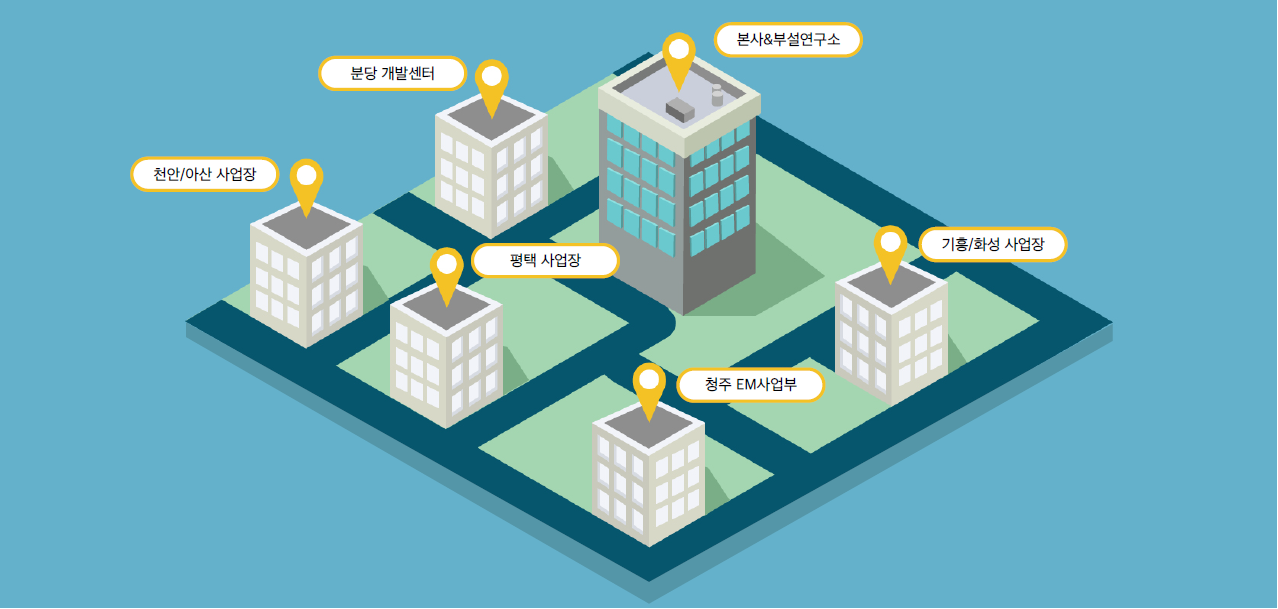 본사&부설연구소
분당 개발센터
천안/아산 사업장
기흥/화성 사업장
평택 사업장
청주 EM사업부